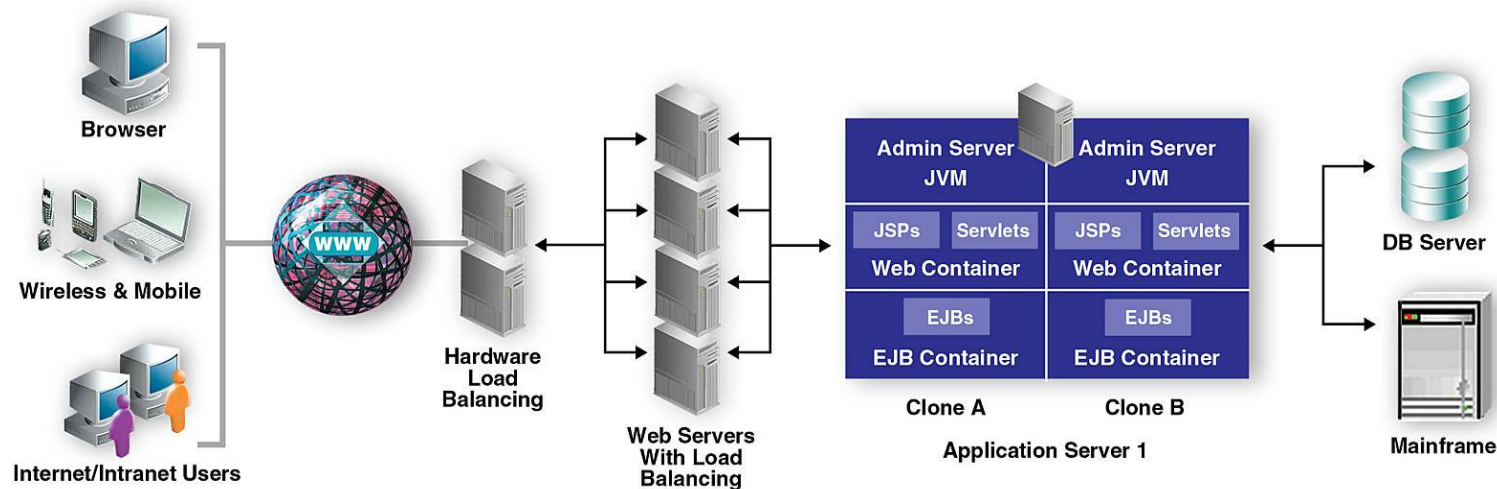 Browser
Wireless & Mobile
Internet/Intranet Users
WWW
Hardware
Load
Balancing
Web Servers
With Load
Balancing
Admin Server
JVM
JSPs
Servlets
Web Container
EJBs
EJB Container
Clone A
Admin Server
JVM
JSPs
Servlets
Web Container
EJBs
EJB Container
Clone B
Application Server 1
DB Server
Mainframe